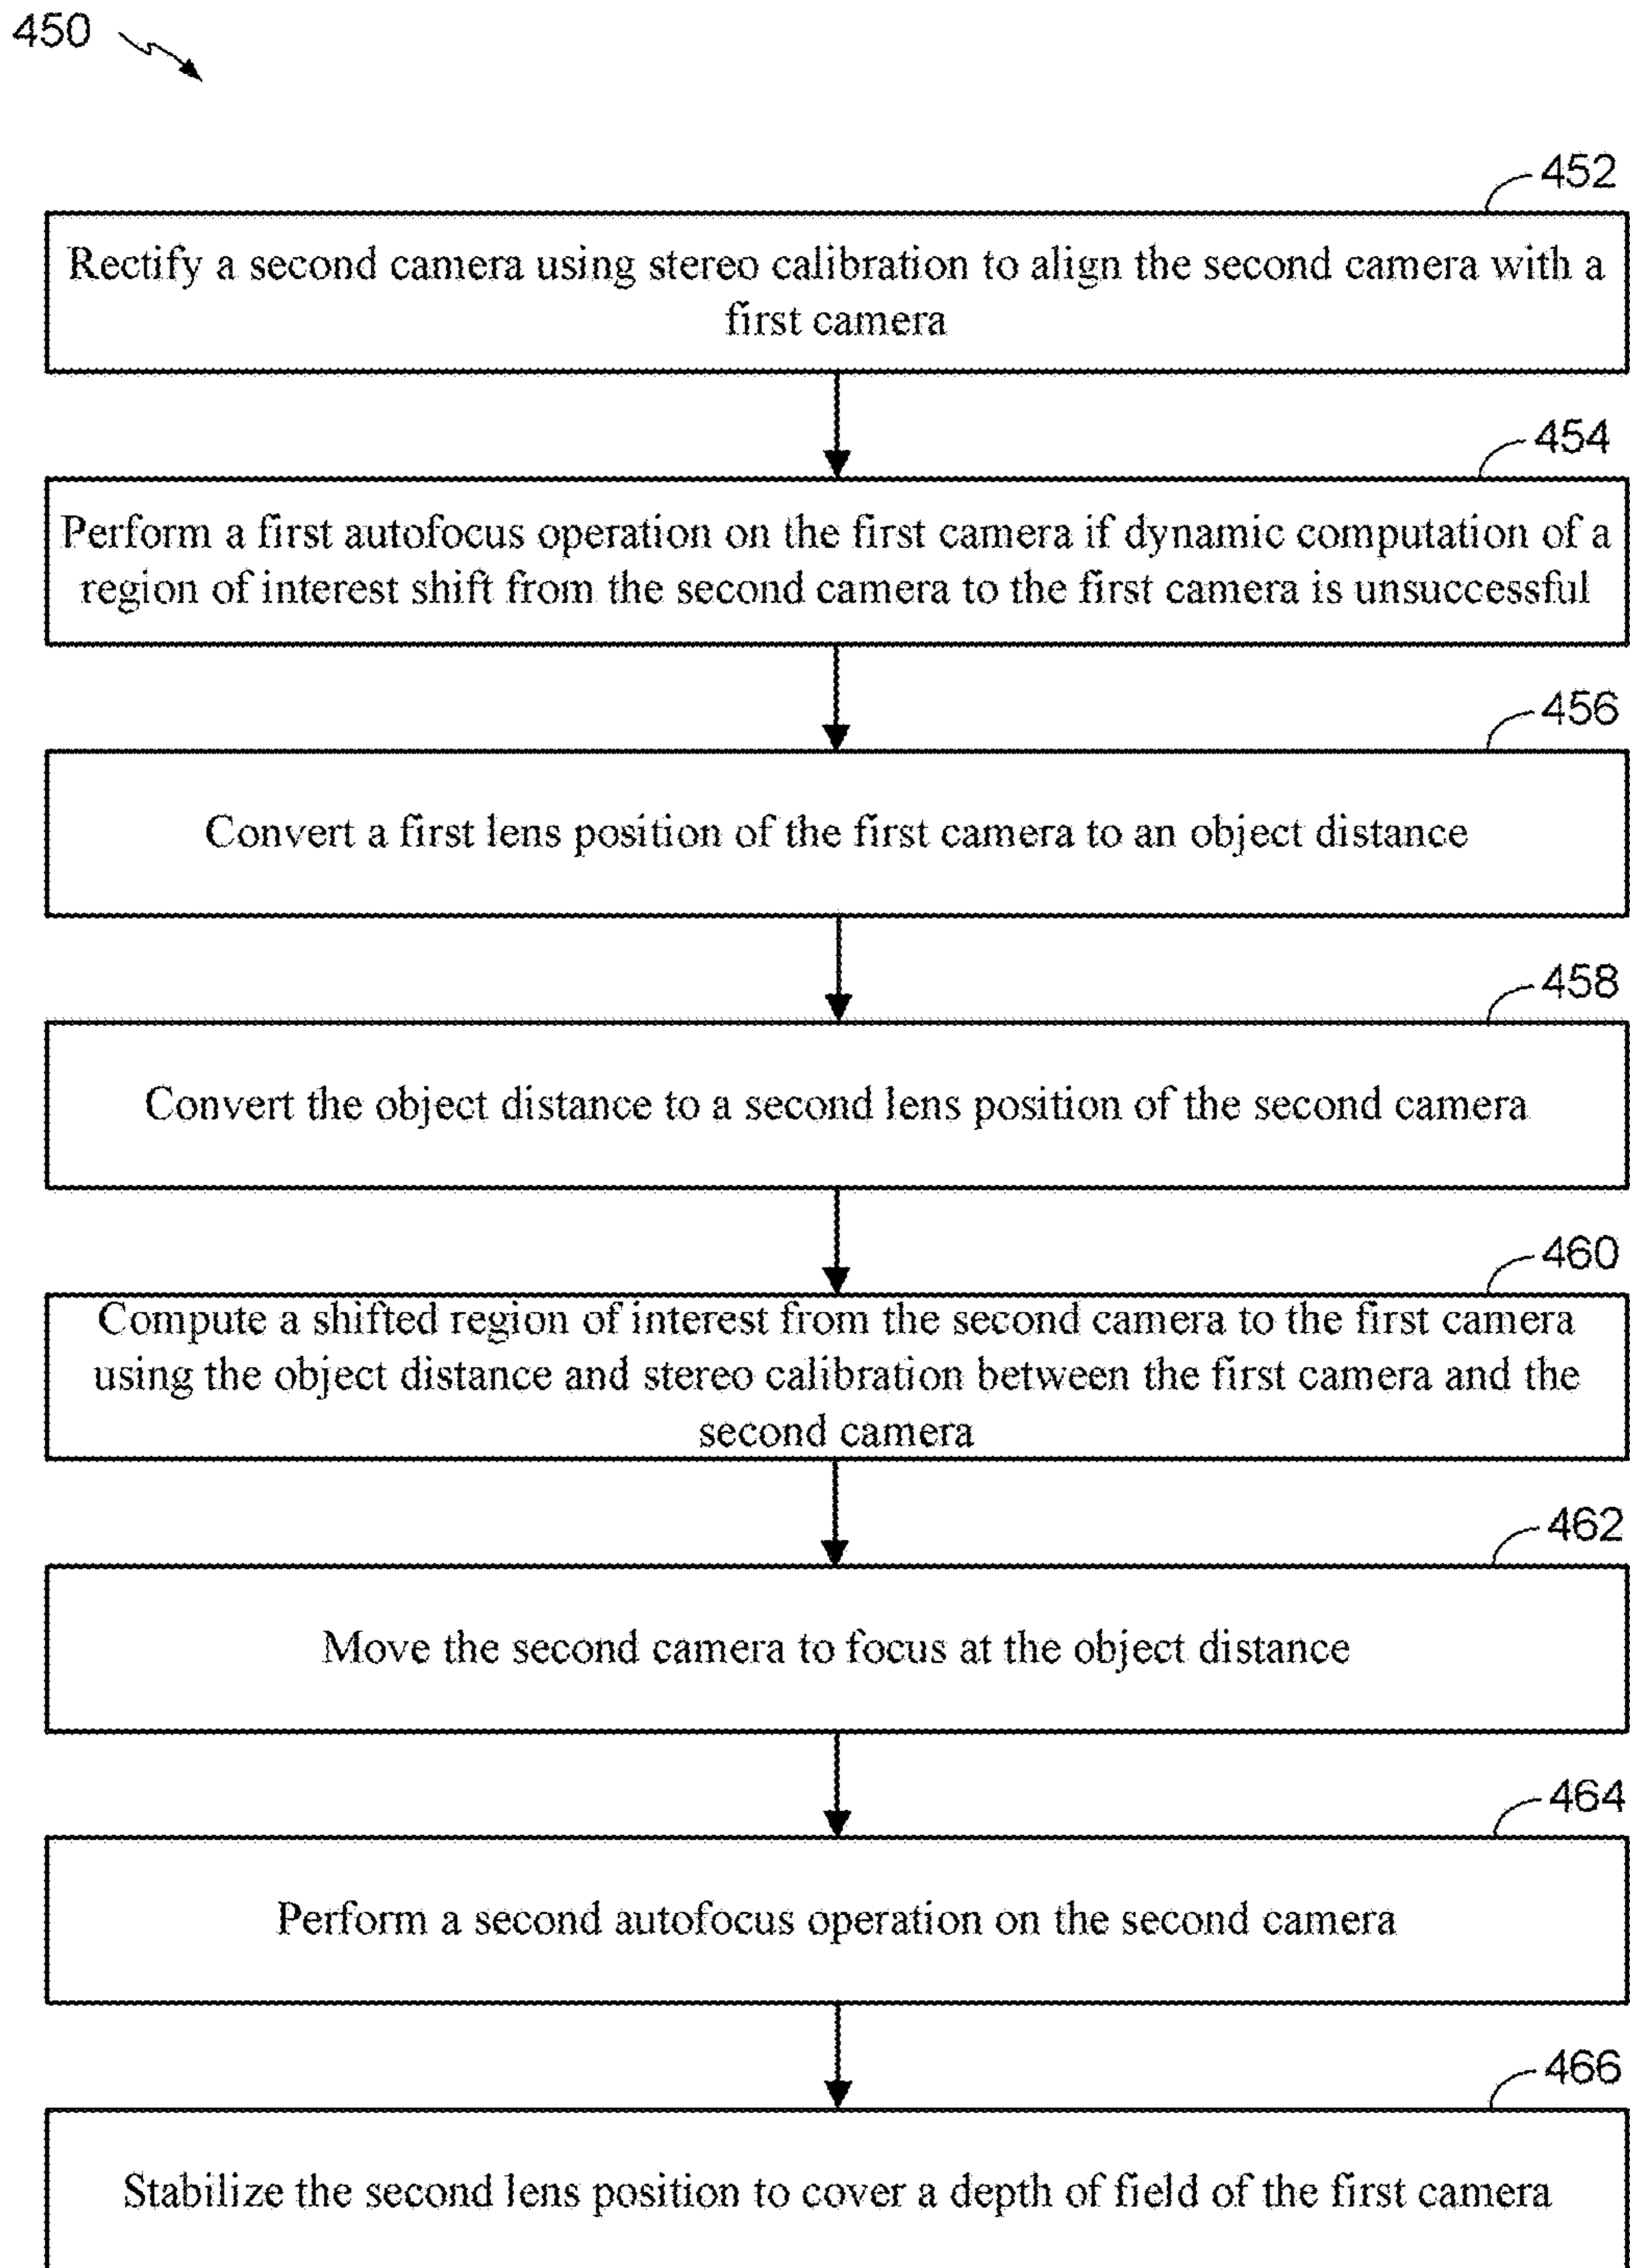 450
452
Rectify a second camera using stereo calibration to align the second camera with a
first camera
454
Perform a first autofocus operation on the first camera if dynamic computation of a
region of interest shift from the second camera to the first camera is unsuccessful
456
Convert a first lens position of the first camera to an object distance
458
Convert the object distance to a second lens position of the second camera
460
Compute a shifted region of interest from the second camera to the first camera
using the object distance and stereo calibration between the first camera and the
second camera
462
Move the second camera to focus at the object distance
464
Perform a second autofocus operation on the second camera
466
Stabilize the second lens position to cover a depth of field of the first camera